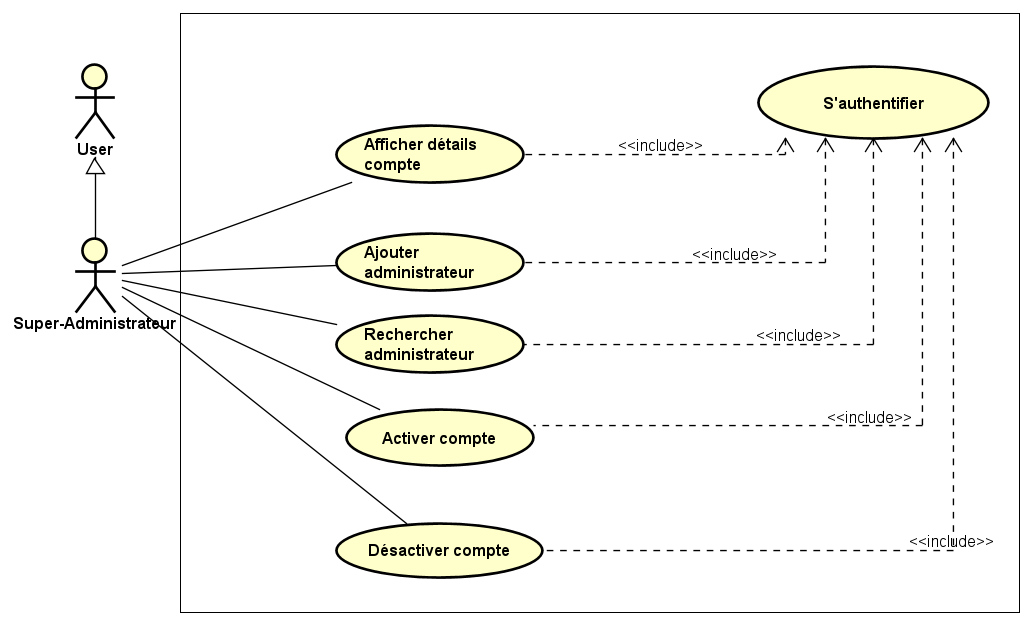 S'authentifier
User
Afficher détails
compte
<<include>>
Ajouter
administrateur
<<include>>
Super-Administrateur
Rechercher
administrateur
<<include>>
Activer compte
<<include>>
Désactiver compte
<<include>>